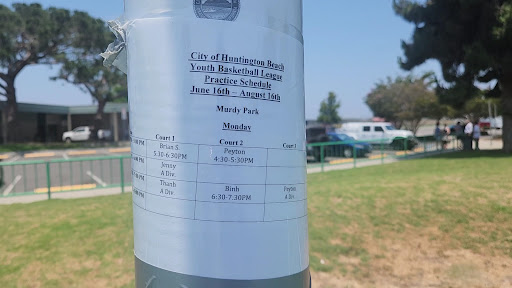 City of Huntington Beach
Youth Basketball League
Practice Schedule
June 16th – August 16th
Murdy Park
Monday
Court 1 Court 2 Court 3
Brian S. Peyton
5:30-6:30PM 4:30-5:30PM
Jenny
A Div.
Thanh Binh Peyton
A Div. 6:30-7:30PM A Div.